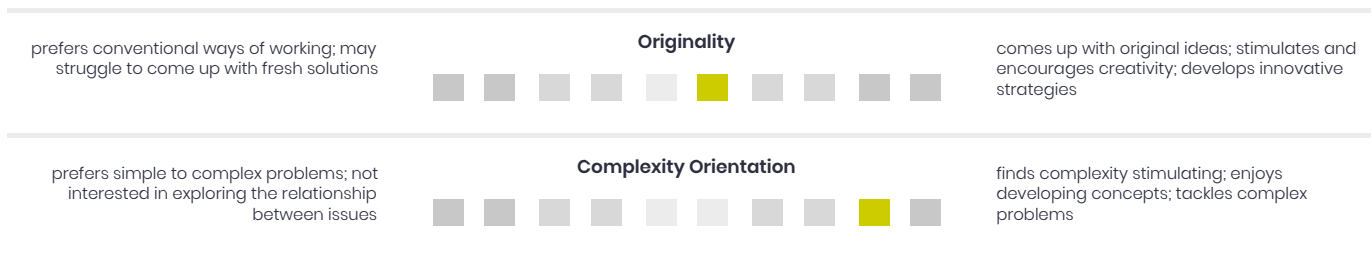 Originality
prefers conventional ways of working; may
struggle to come up with fresh solutions
comes up with original ideas; stimulates and
encourages creativity; develops innovative
strategies
Complexity Orientation
prefers simple to complex problems; not
interested in exploring the relationship
between issues
finds complexity stimulating; enjoys
developing concepts; tackles complex
problems